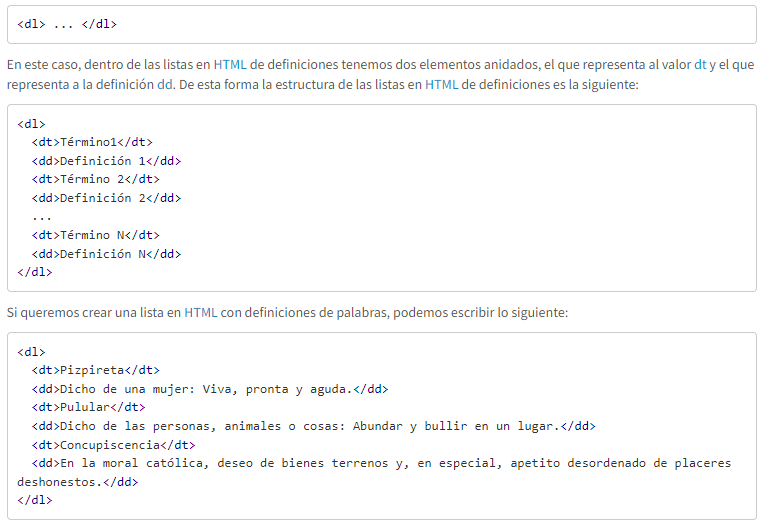 <dl> ... </dl>
En este caso, dentro de las listas en HTML de definiciones tenemos dos elementos anidados, el que representa al valor dt y el que
representa a la definición dd. De esta forma la estructura de las listas en HTML de definiciones es la siguiente:
<dl>
  <dt>Término1</dt>
  <dd>Definición 1</dd>
  <dt>Término 2</dt>
  <dd>Definición 2</dd>
  ...
  <dt>Término N</dt>
  <dd>Definición N</dd>
</dl>
Si queremos crear una lista en HTML con definiciones de palabras, podemos escribir lo siguiente:
<dl>
  <dt>Pizpireta</dt>
  <dd>Dicho de una mujer: Viva, pronta y aguda.</dd>
  <dt>Pulular</dt>
  <dd>Dicho de las personas, animales o cosas: Abundar y bullir en un lugar.</dd>
  <dt>Concupiscencia</dt>
  <dd>En la moral católica, deseo de bienes terrenos y, en especial, apetito desordenado de placeres
deshonestos.</dd>
</dl>